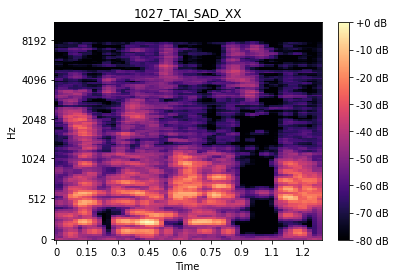 1027_TAI_SAD_XX
Hz
8192
4096
2048
1024
512
0
0 0.15 0.3 0.45 0.6 0.75 0.9 1.1 1.2
Time
+0 dB
-10 dB
-20 dB
-30 dB
-40 dB
-50 dB
-60 dB
-70 dB
-80 dB